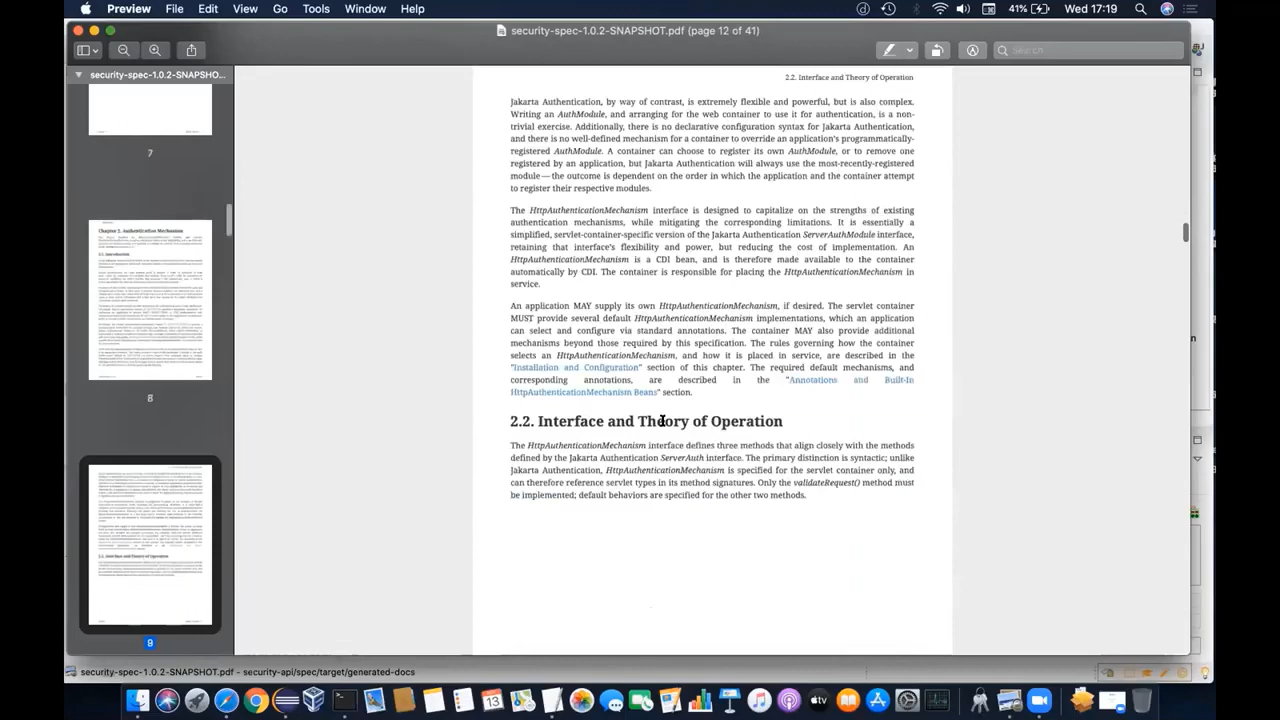 Preview File Edit View Go Tools Window Help
41% Wed 17:19
security-spec-1.0.2-SNAPSHOT.pdf (page 12 of 41)
Search
security-spec-1.0.2-SNAPSHO...
7
Chapter 2. Authentication Mechanism
2.1. Introduction
8
2.2. Interface and Theory of Operation
9
2.2. Interface and Theory of Operation
Jakarta Authentication, by way of contrast, is extremely flexible and powerful, but is also complex.
Writing an AuthModule, and arranging for the web container to use it for authentication, is a non-
trivial exercise. Additionally, there is no declarative configuration syntax for Jakarta Authentication,
and there is no well-defined mechanism for a container to override an application's programmatically-
registered AuthModule. A container can choose to register its own AuthModule, or to remove one
registered by an application, but Jakarta Authentication will always use the most-recently-registered
module — the outcome is dependent on the order in which the application and the container attempt
to register their respective modules.
The HttpAuthenticationMechanism interface is designed to capitalize on the strengths of existing
authentication mechanisms, while mitigating the corresponding limitations. It is essentially a
simplified, servlet-container-specific version of the Jakarta Authentication ServerAuthModule interface,
retaining that interface's flexibility and power, but reducing the cost of implementation. An
HttpAuthenticationMechanism is a CDI bean, and is therefore made available to the container
automatically by CDI. The container is responsible for placing the HttpAuthenticationMechanism in
service.
An application MAY supply its own HttpAuthenticationMechanism, if desired. The servlet container
MUST provide several default HttpAuthenticationMechanism implementations, which an application
can select and configure via standard annotations. The container MAY also provide additional
mechanisms beyond those required by this specification. The rules governing how the container
selects an HttpAuthenticationMechanism, and how it is placed in service, are described in the
"Installation and Configuration" section of this chapter. The required default mechanisms, and
corresponding annotations, are described in the "Annotations and Built-In
HttpAuthenticationMechanism Beans" section.
2.2. Interface and Theory of Operation
The HttpAuthenticationMechanism interface defines three methods that align closely with the methods
defined by the Jakarta Authentication ServerAuth interface. The primary distinction is syntactic; unlike
Jakarta Authentication, HttpAuthenticationMechanism is specified for the servlet container only, and
can therefore reference servlet types in its method signatures. Only the validateRequest() method must
be implemented; default behaviors are specified for the other two methods.
security-spec-1.0.2-SNAPSHOT.pdf - security-api/spec/target/generated-docs